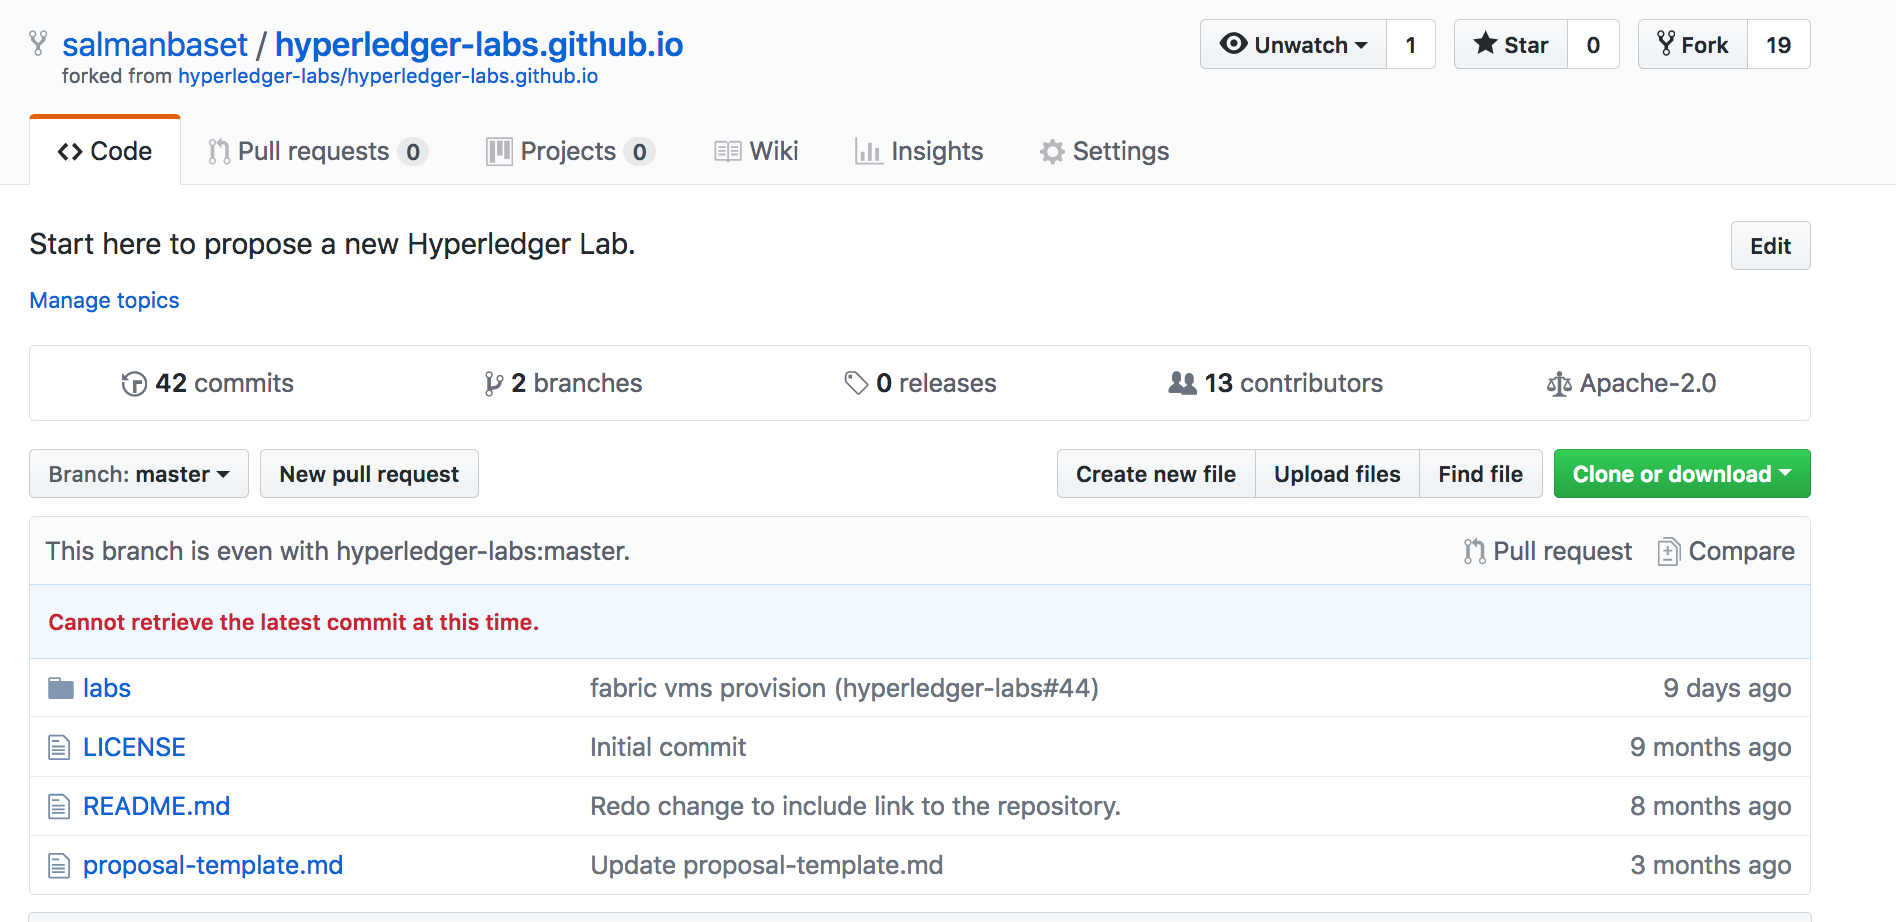 salmanbaset / hyperledger-labs.github.io
Unwatch 1 Star 0 Fork 19
forked from hyperledger-labs/hyperledger-labs.github.io
Code Pull requests 0 Projects 0 Wiki Insights Settings
Start here to propose a new Hyperledger Lab.
Edit
Manage topics
42 commits 2 branches 0 releases 13 contributors Apache-2.0
Branch: master New pull request Create new file Upload files Find file Clone or download
This branch is even with hyperledger-labs:master. Pull request Compare
Cannot retrieve the latest commit at this time.
labs fabric vms provision (hyperledger-labs#44) 9 days ago
LICENSE Initial commit 9 months ago
README.md Redo change to include link to the repository. 8 months ago
proposal-template.md Update proposal-template.md 3 months ago